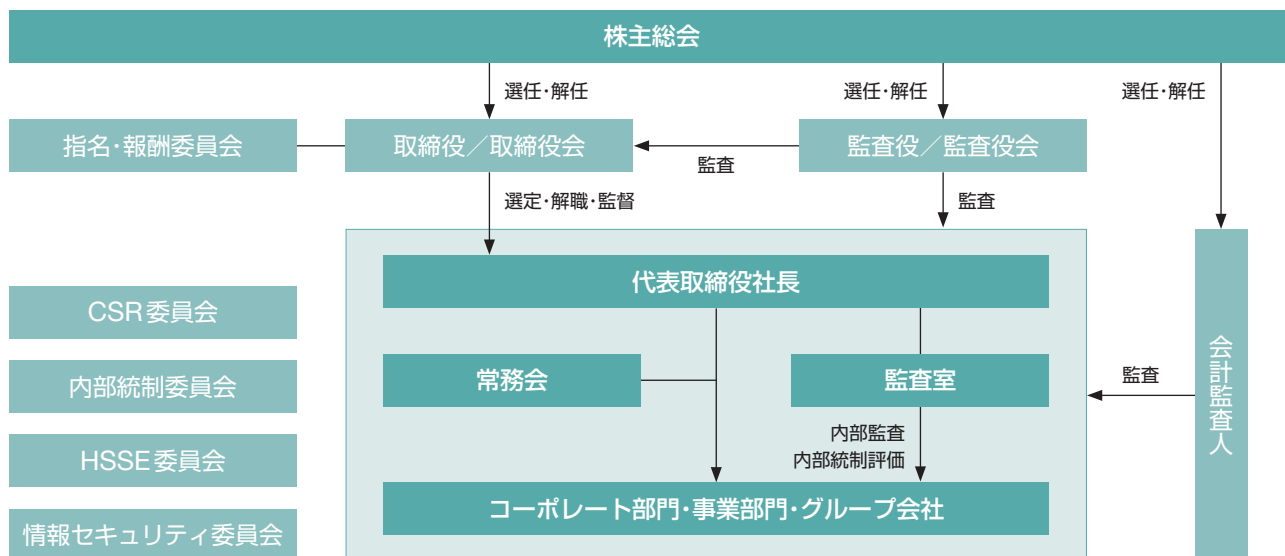 株主総会
選任・解任
選任・解任
選任・解任
指名・報酬委員会
取締役／取締役会
監査
監査役／監査役会
選定・解職・監督
監査
代表取締役社長
CSR委員会
常務会
監査室
内部統制委員会
監査
会計監査人
内部監査
内部統制評価
HSSE委員会
コーポレート部門・事業部門・グループ会社
情報セキュリティ委員会